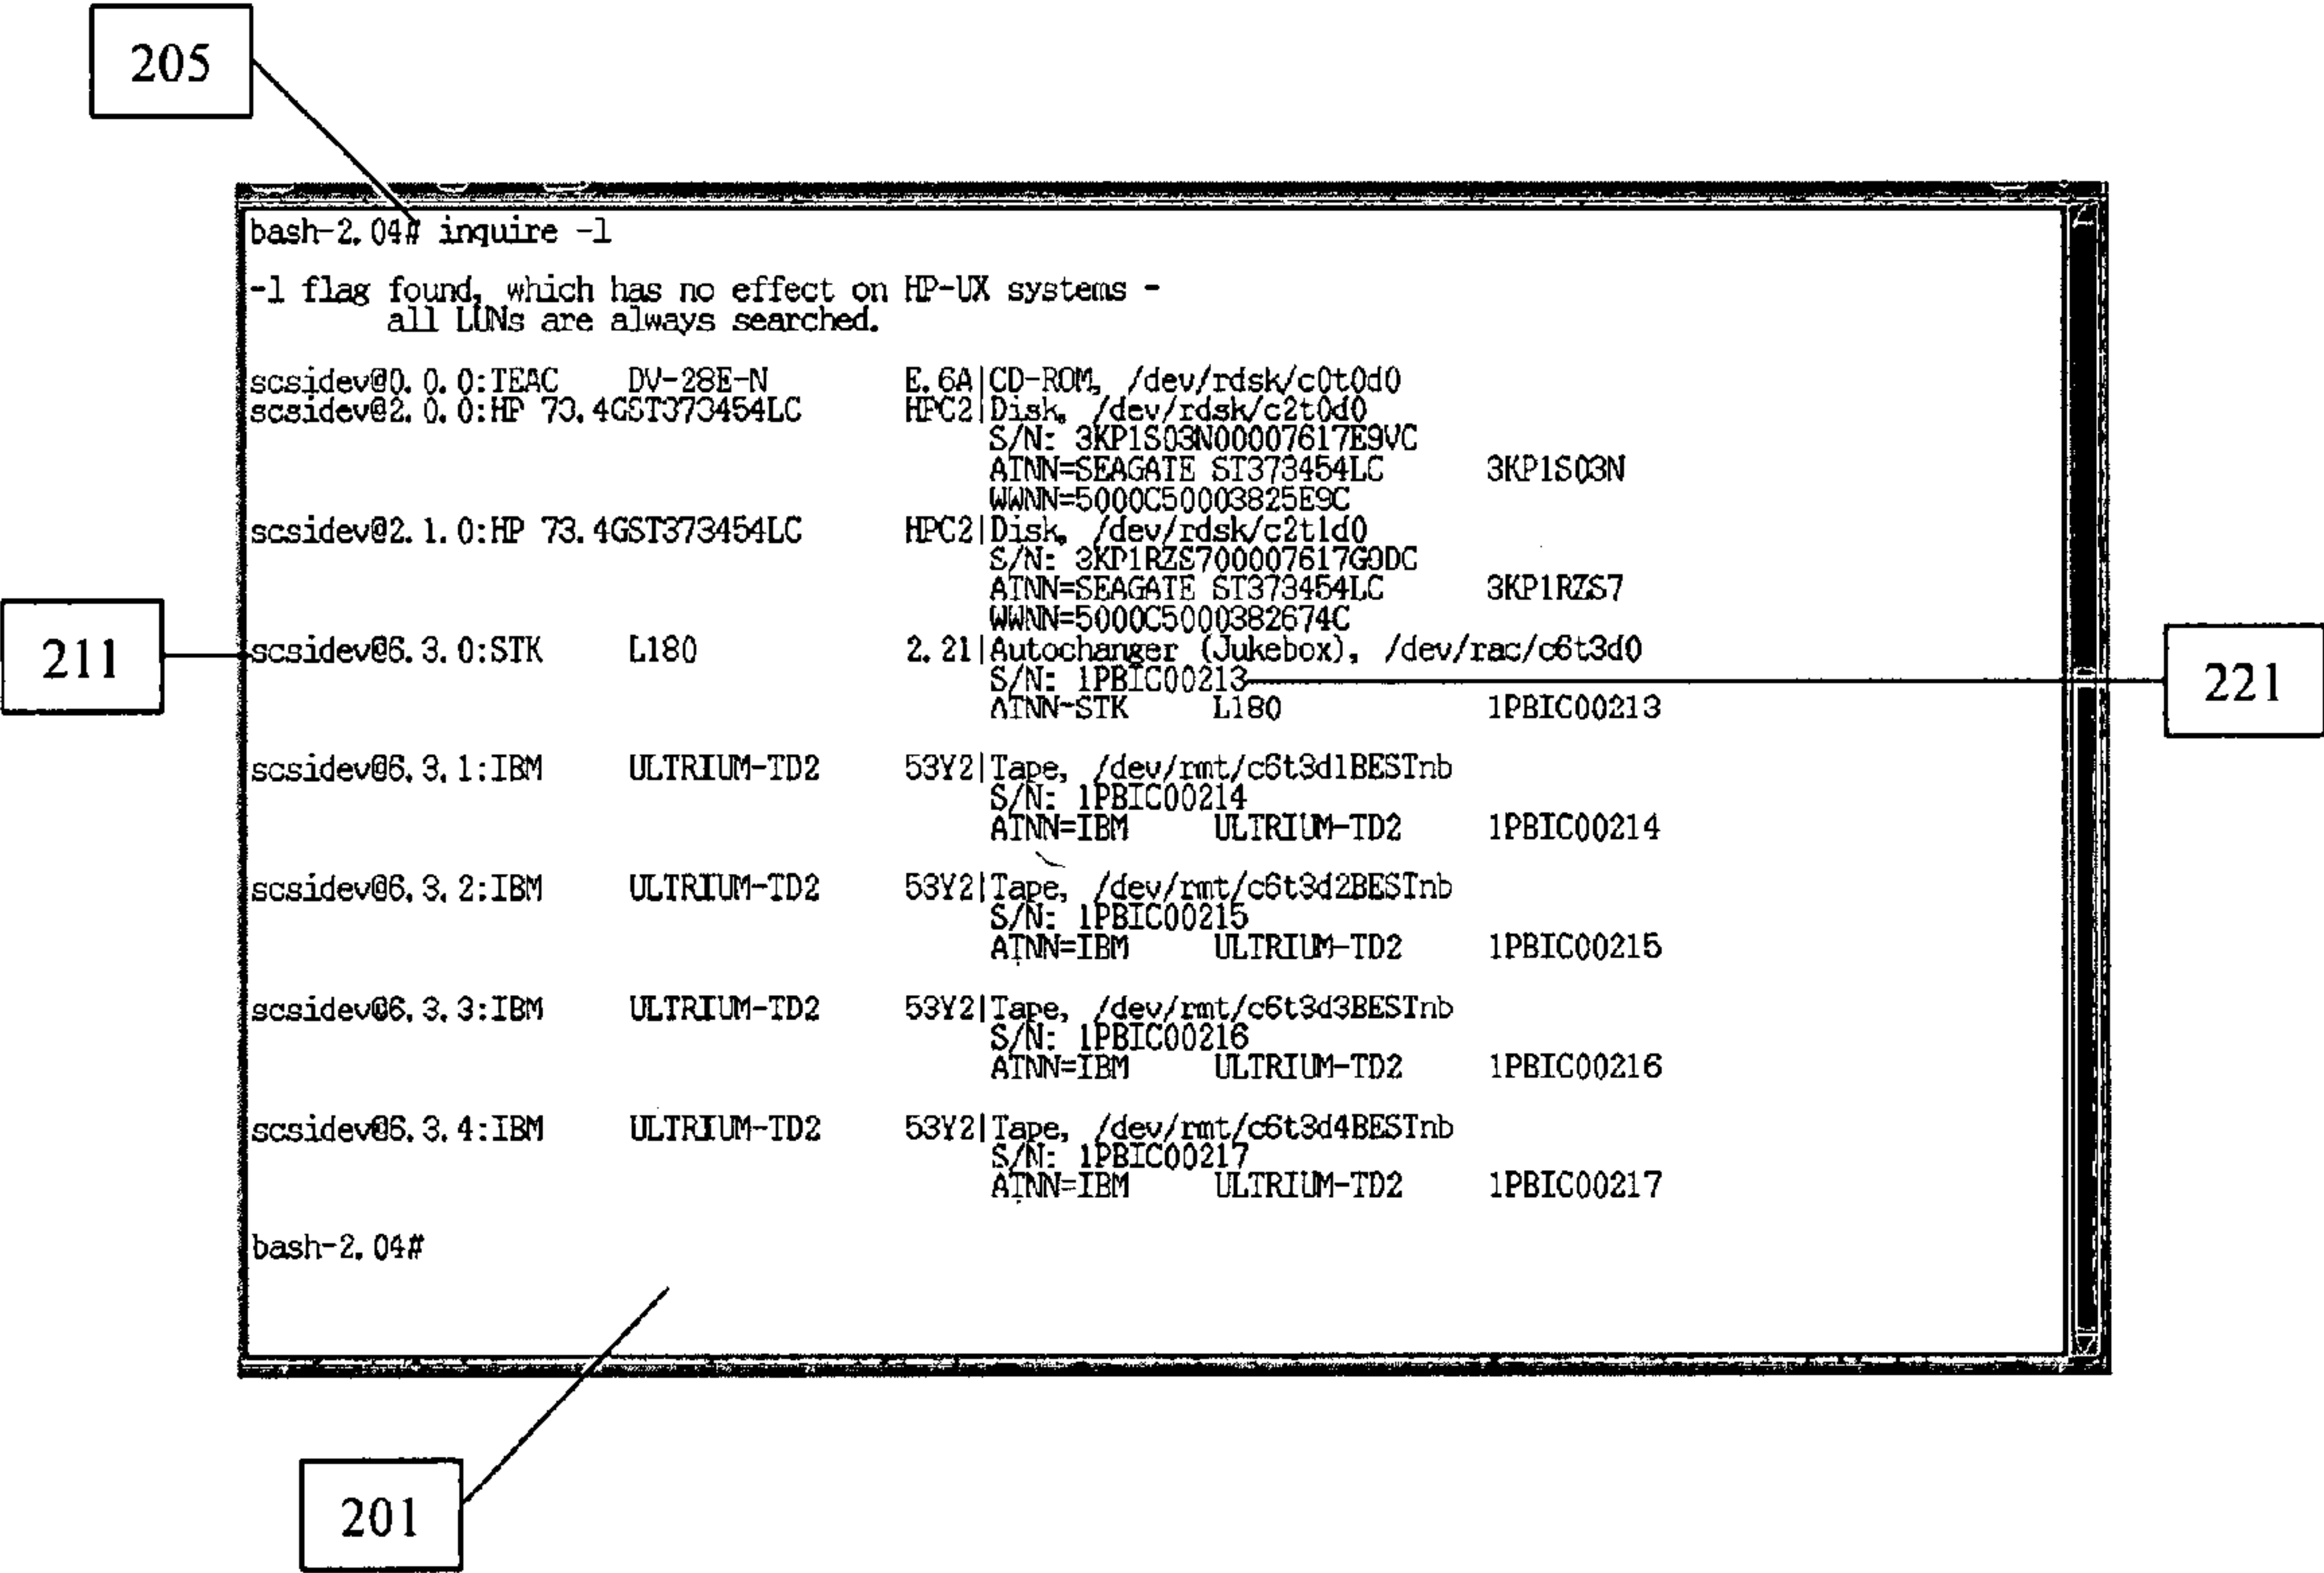 205
bash-2.04# inquire -l
-l flag found, which has no effect on HP-UX systems -
all LUNs are always searched.
scsidev@0.0.0:TEAC DV-28E-N E.6A|CD-ROM, /dev/rdsk/c0t0d0
scsidev@2.0.0:HP 73.4GST373454LC HPC2|Disk, /dev/rdsk/c2t0d0
S/N: 3KP1S03N00007617E9VC
ATNN=SEAGATE ST373454LC 3KP1S03N
WWNN=5000C50003825E9C
scsidev@2.1.0:HP 73.4GST373454LC HPC2|Disk, /dev/rdsk/c2t1d0
S/N: 3KP1RZS700007617G9DC
ATNN=SEAGATE ST373454LC 3KP1RZS7
WWNN=5000C5000382674C
211
scsidev@6.3.0:STK L180 2.21|Autochanger (Jukebox), /dev/rac/c6t3d0
S/N: 1PBIC00213
221
ATNN=STK L180 1PBIC00213
scsidev@6.3.1:IBM ULTRIUM-TD2 53Y2|Tape, /dev/rmt/c6t3d1BESTnb
S/N: 1PBIC00214
ATNN=IBM ULTRIUM-TD2 1PBIC00214
scsidev@6.3.2:IBM ULTRIUM-TD2 53Y2|Tape, /dev/rmt/c6t3d2BESTnb
S/N: 1PBIC00215
ATNN=IBM ULTRIUM-TD2 1PBIC00215
scsidev@6.3.3:IBM ULTRIUM-TD2 53Y2|Tape, /dev/rmt/c6t3d3BESTnb
S/N: 1PBIC00216
ATNN=IBM ULTRIUM-TD2 1PBIC00216
scsidev@6.3.4:IBM ULTRIUM-TD2 53Y2|Tape, /dev/rmt/c6t3d4BESTnb
S/N: 1PBIC00217
ATNN=IBM ULTRIUM-TD2 1PBIC00217
bash-2.04#
201